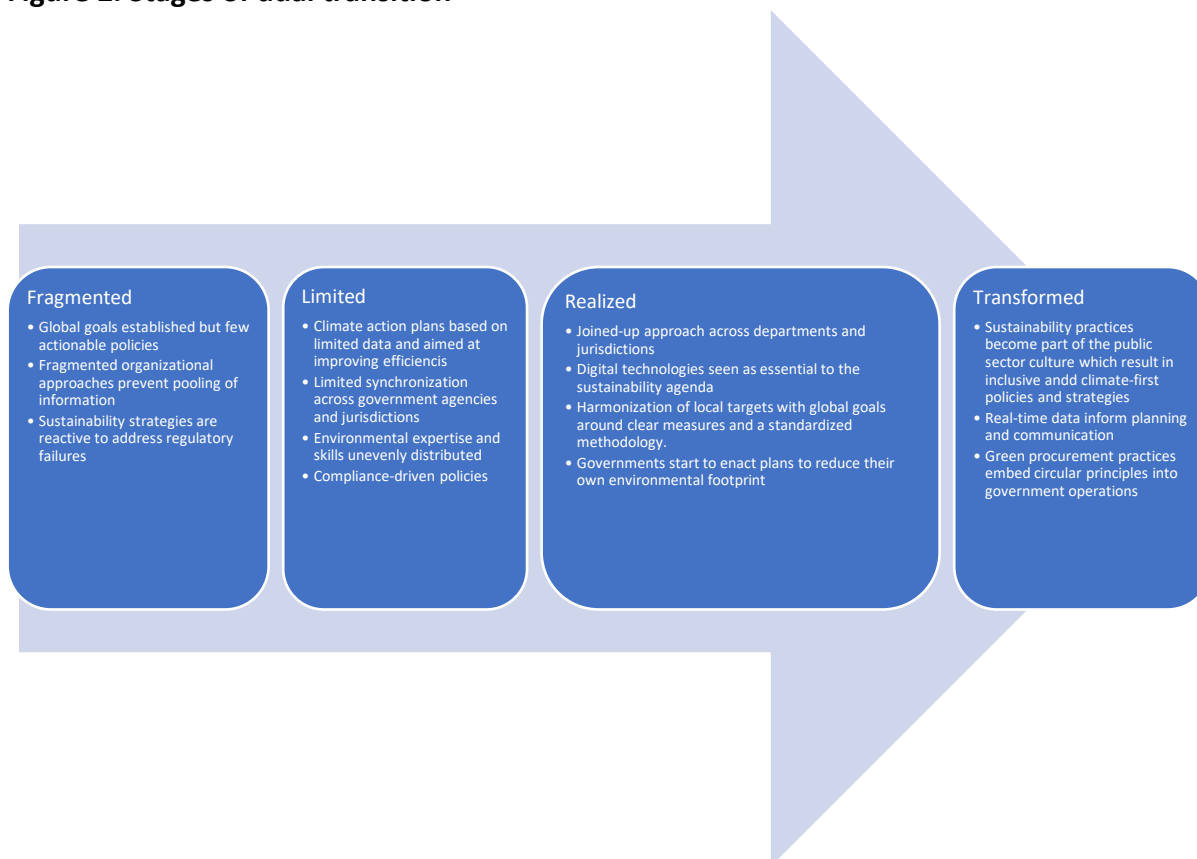 Fragmented
• Global goals established but few
actionable policies
• Fragmented organizational
approaches prevent pooling of
information
• Sustainability strategies are
reactive to address regulatory
failures
Limited
• Climate action plans based on
limited data and aimed at
improving efficiencis
• Limited synchronization
across government agencies
and jurisdictions
• Environmental expertise and
skills unevenly distributed
• Compliance-driven policies
Realized
• Joined-up approach across departments and
jurisdictions
• Digital technologies seen as essential to the
sustainability agenda
• Harmonization of local targets with global goals
around clear measures and a standardized
methodology.
• Governments start to enact plans to reduce their
own environmental footprint
Transformed
• Sustainability practices
become part of the public
sector culture which result in
inclusive andd climate-first
policies and strategies
• Real-time data inform planning
and communication
• Green procurement practices
embed circular principles into
government operations